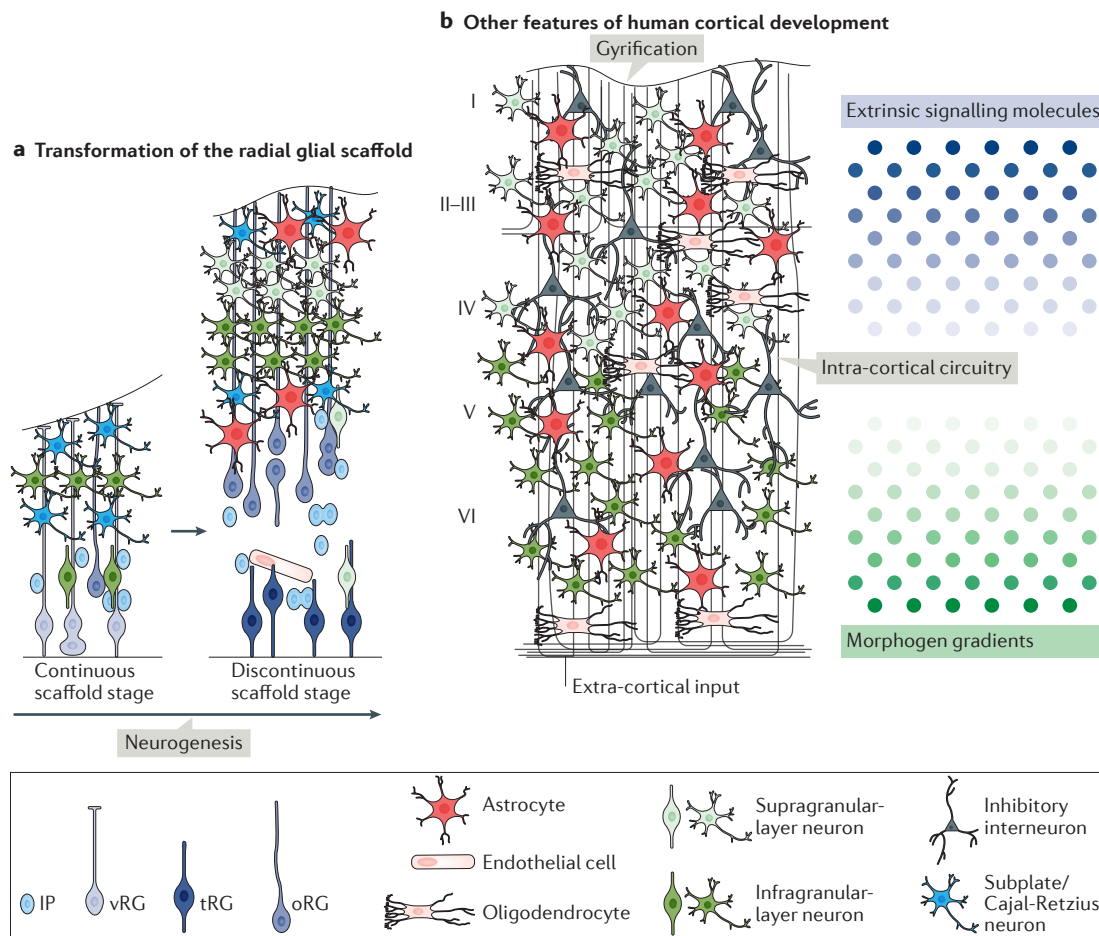 b Other features of human cortical development
Gyrification
a Transformation of the radial glial scaffold
I
II–III
IV
V
VI
Extrinsic signalling molecules
Intra-cortical circuitry
Morphogen gradients
Continuous
scaffold stage
Discontinuous
scaffold stage
Extra-cortical input
Neurogenesis
IP
vRG
tRG
oRG
Astrocyte
Endothelial cell
Oligodendrocyte
Supragranular-
layer neuron
Infragranular-
layer neuron
Inhibitory
interneuron
Subplate/
Cajal-Retzius
neuron